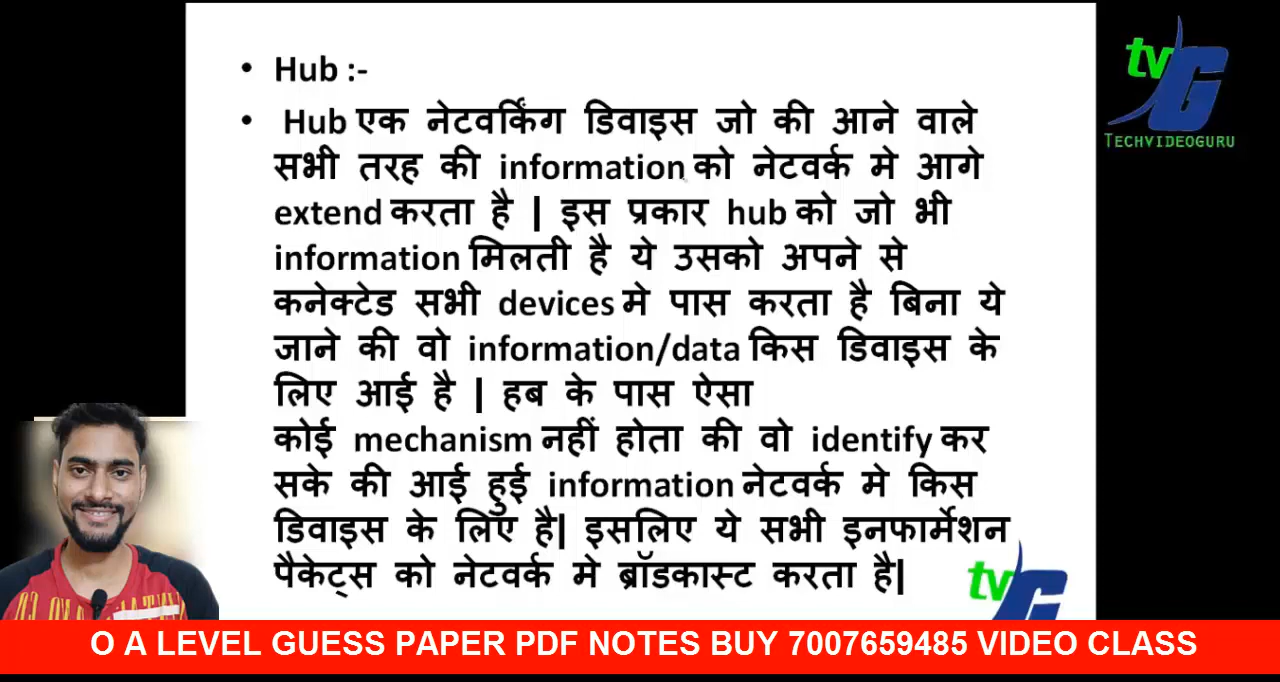 • Hub :-
• Hub एक नेटवर्किंग डिवाइस जो की आने वाले
सभी तरह की information को नेटवर्क मे आगे
extend करता है | इस प्रकार hub को जो भी
information मिलती है ये उसको अपने से
कनेक्टेड सभी devices मे पास करता है बिना ये
जाने की वो information/data किस डिवाइस के
लिए आई है | हब के पास ऐसा
कोई mechanism नहीं होता की वो identify कर
सके की आई हुई information नेटवर्क मे किस
डिवाइस के लिए है| इसलिए ये सभी इनफार्मेशन
पैकेट्स को नेटवर्क मे ब्रॉडकास्ट करता है|
tvG
TECHVIDEOGURU
tvG
O A LEVEL GUESS PAPER PDF NOTES BUY 7007659485 VIDEO CLASS